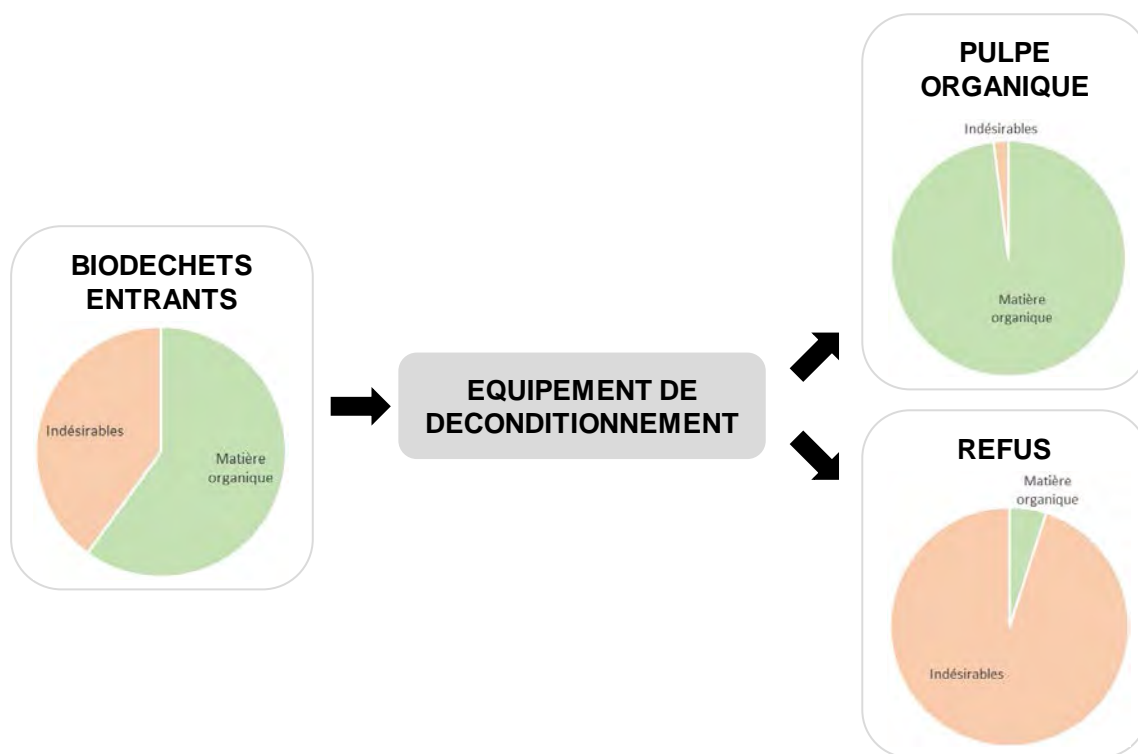 BIODECHETS
ENTRANTS
Indésirables
Matière
organique
EQUIPEMENT DE
DECONDITIONNEMENT
PULPE
ORGANIQUE
Indésirables
Matière
organique
REFUS
Matière
organique
Indésirables